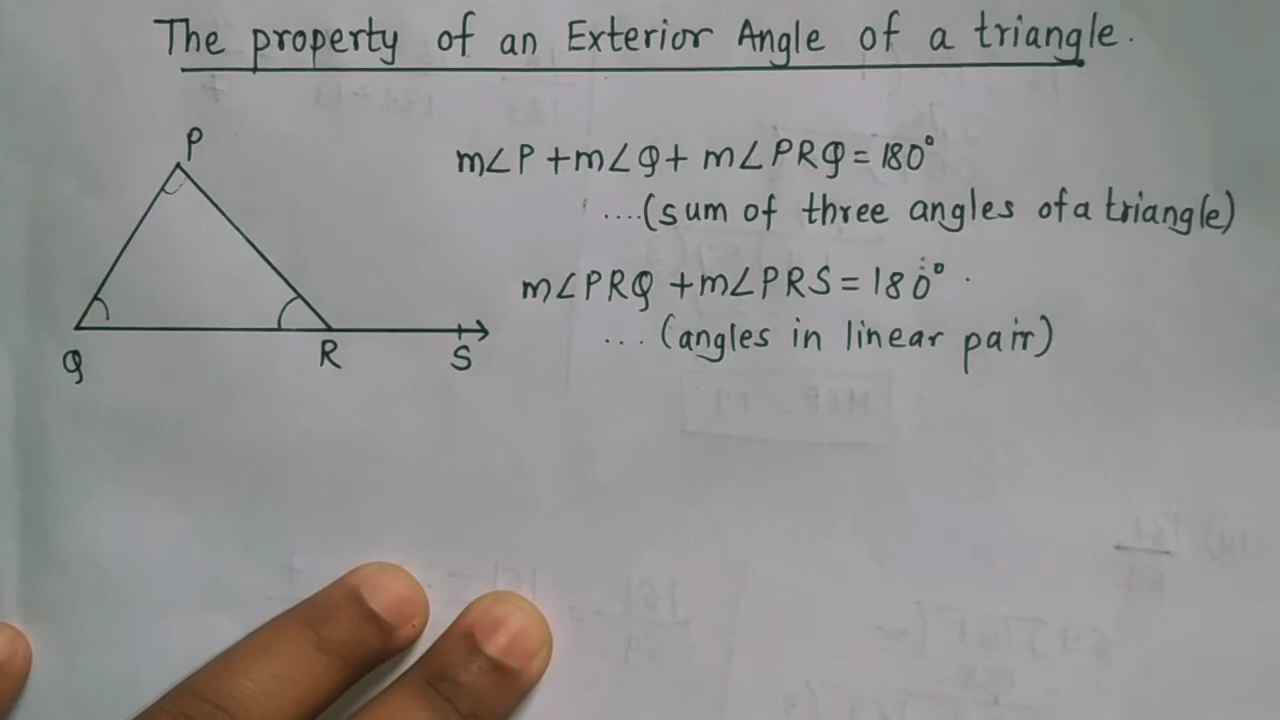 The property of an Exterior Angle of a triangle.
P
m∠P + m∠Q + m∠PRQ = 180°
....(sum of three angles of a triangle)
m∠PRQ + m∠PRS = 180°
... (angles in linear pair)
Q
R
S